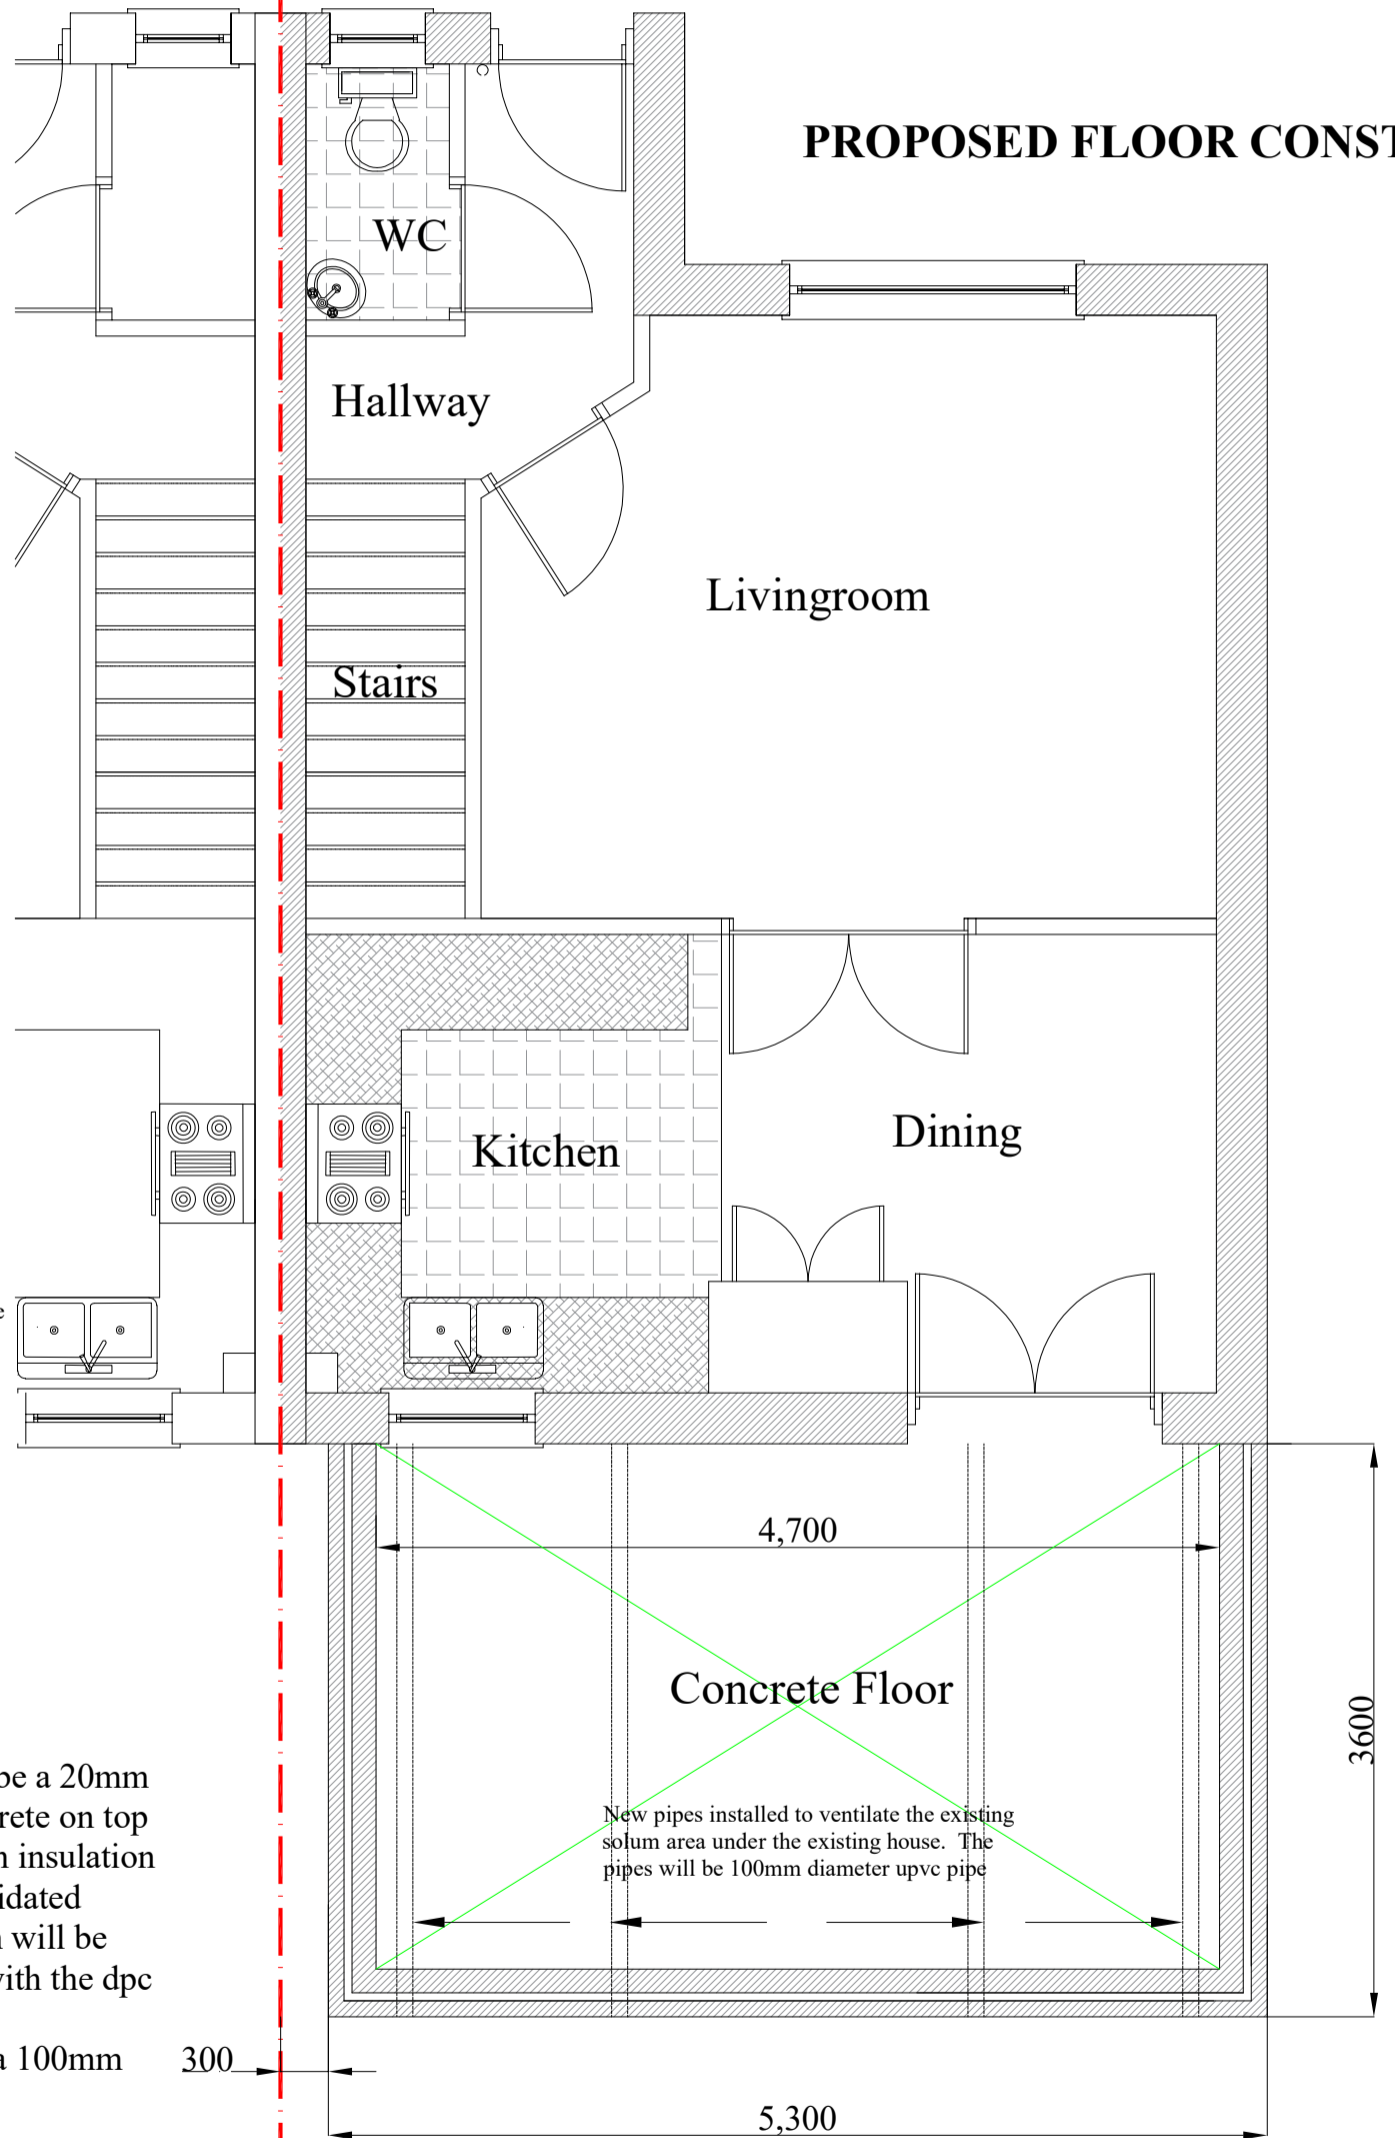 PROPOSED FLOOR CONST
WC
Hallway
Livingroom
Stairs
Kitchen
Dining
e
4,700
Concrete Floor
3600
New pipes installed to ventilate the existing
solum area under the existing house. The
pipes will be 100mm diameter upvc pipe
be a 20mm
rete on top
n insulation
idated
n will be
with the dpc
a 100mm
300
5,300